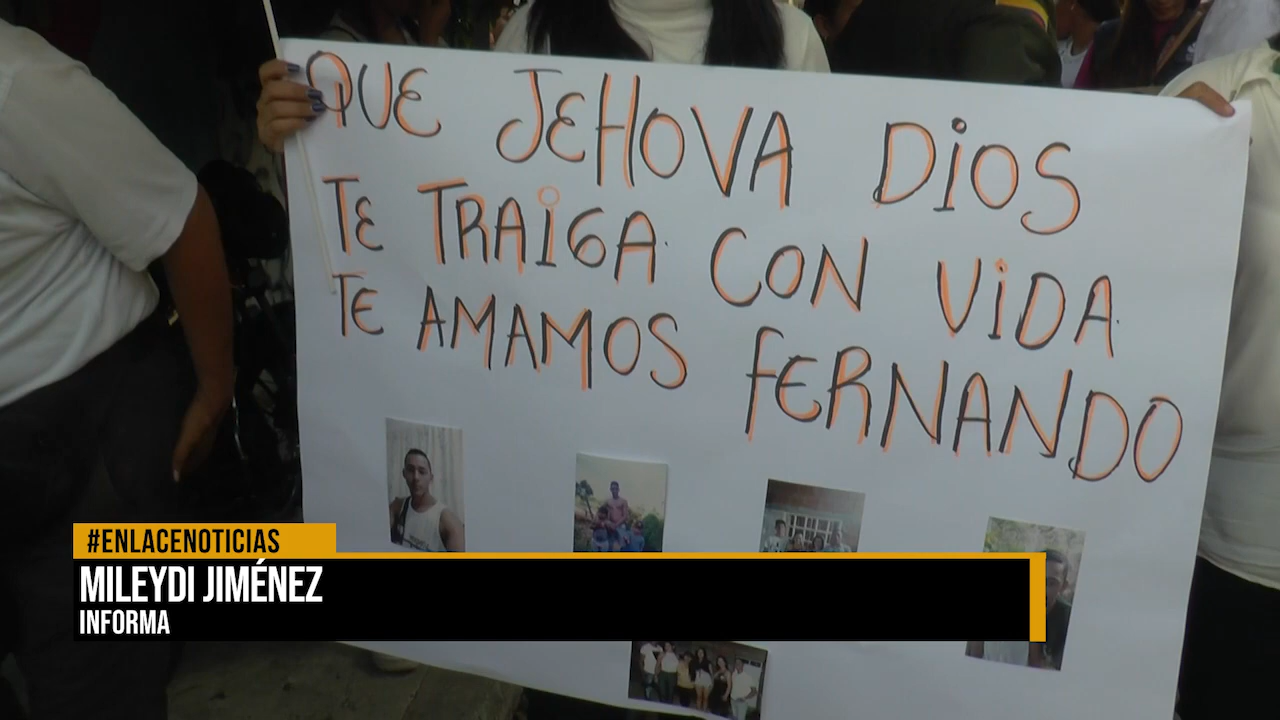 QUE JEHOVA DIOS
TE TRAIGA CON VIDA
TE AMAMOS FERNANDO
#ENLACENOTICIAS
MILEYDI JIMÉNEZ
INFORMA